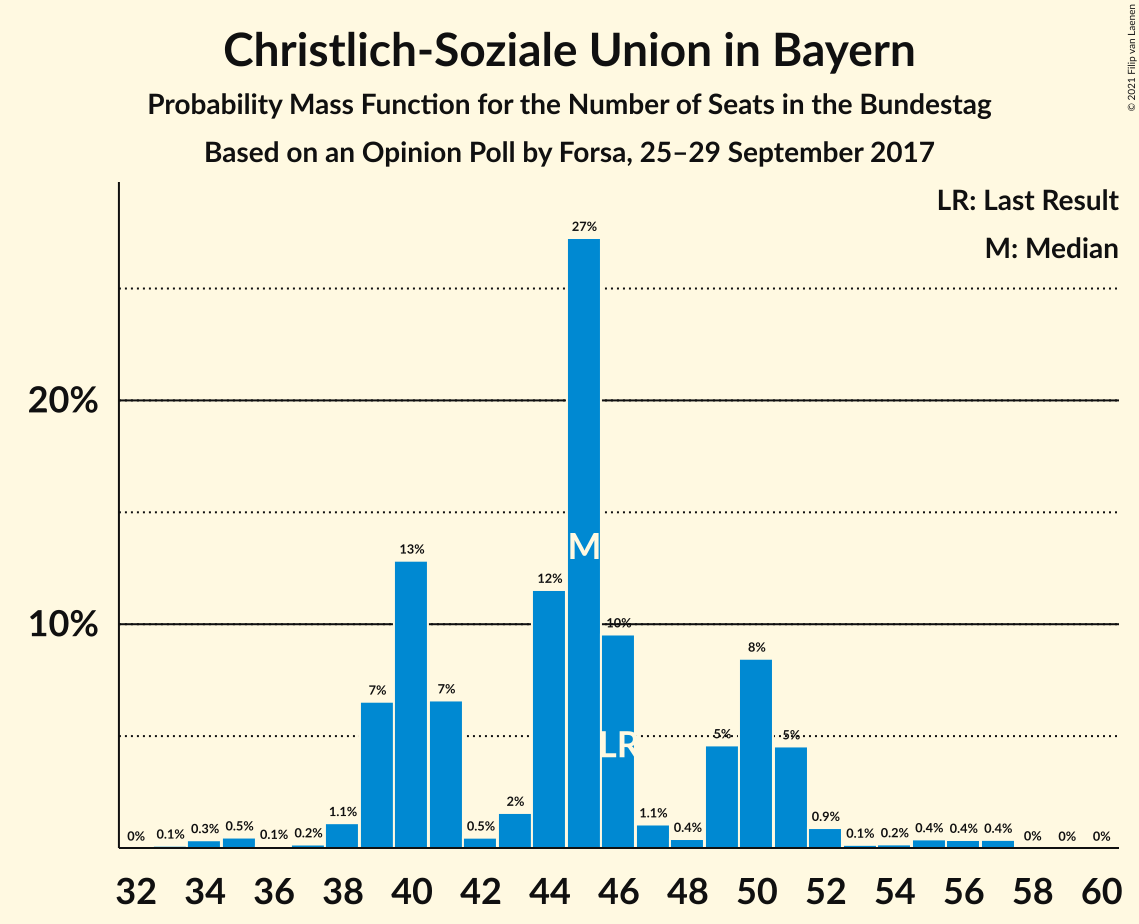 Christlich-Soziale Union in Bayern
Probability Mass Function for the Number of Seats in the Bundestag
Based on an Opinion Poll by Forsa, 25–29 September 2017
© 2021 Filip van Laenen
LR: Last Result
M: Median
20%
10%
0% 0.1% 0.3% 0.5% 0.1% 0.2% 1.1% 7% 13% 7% 0.5% 2% 12% 27% 10% 1.1% 0.4% 5% 8% 5% 0.9% 0.1% 0.2% 0.4% 0.4% 0.4% 0% 0% 0%
M
LR
32 34 36 38 40 42 44 46 48 50 52 54 56 58 60